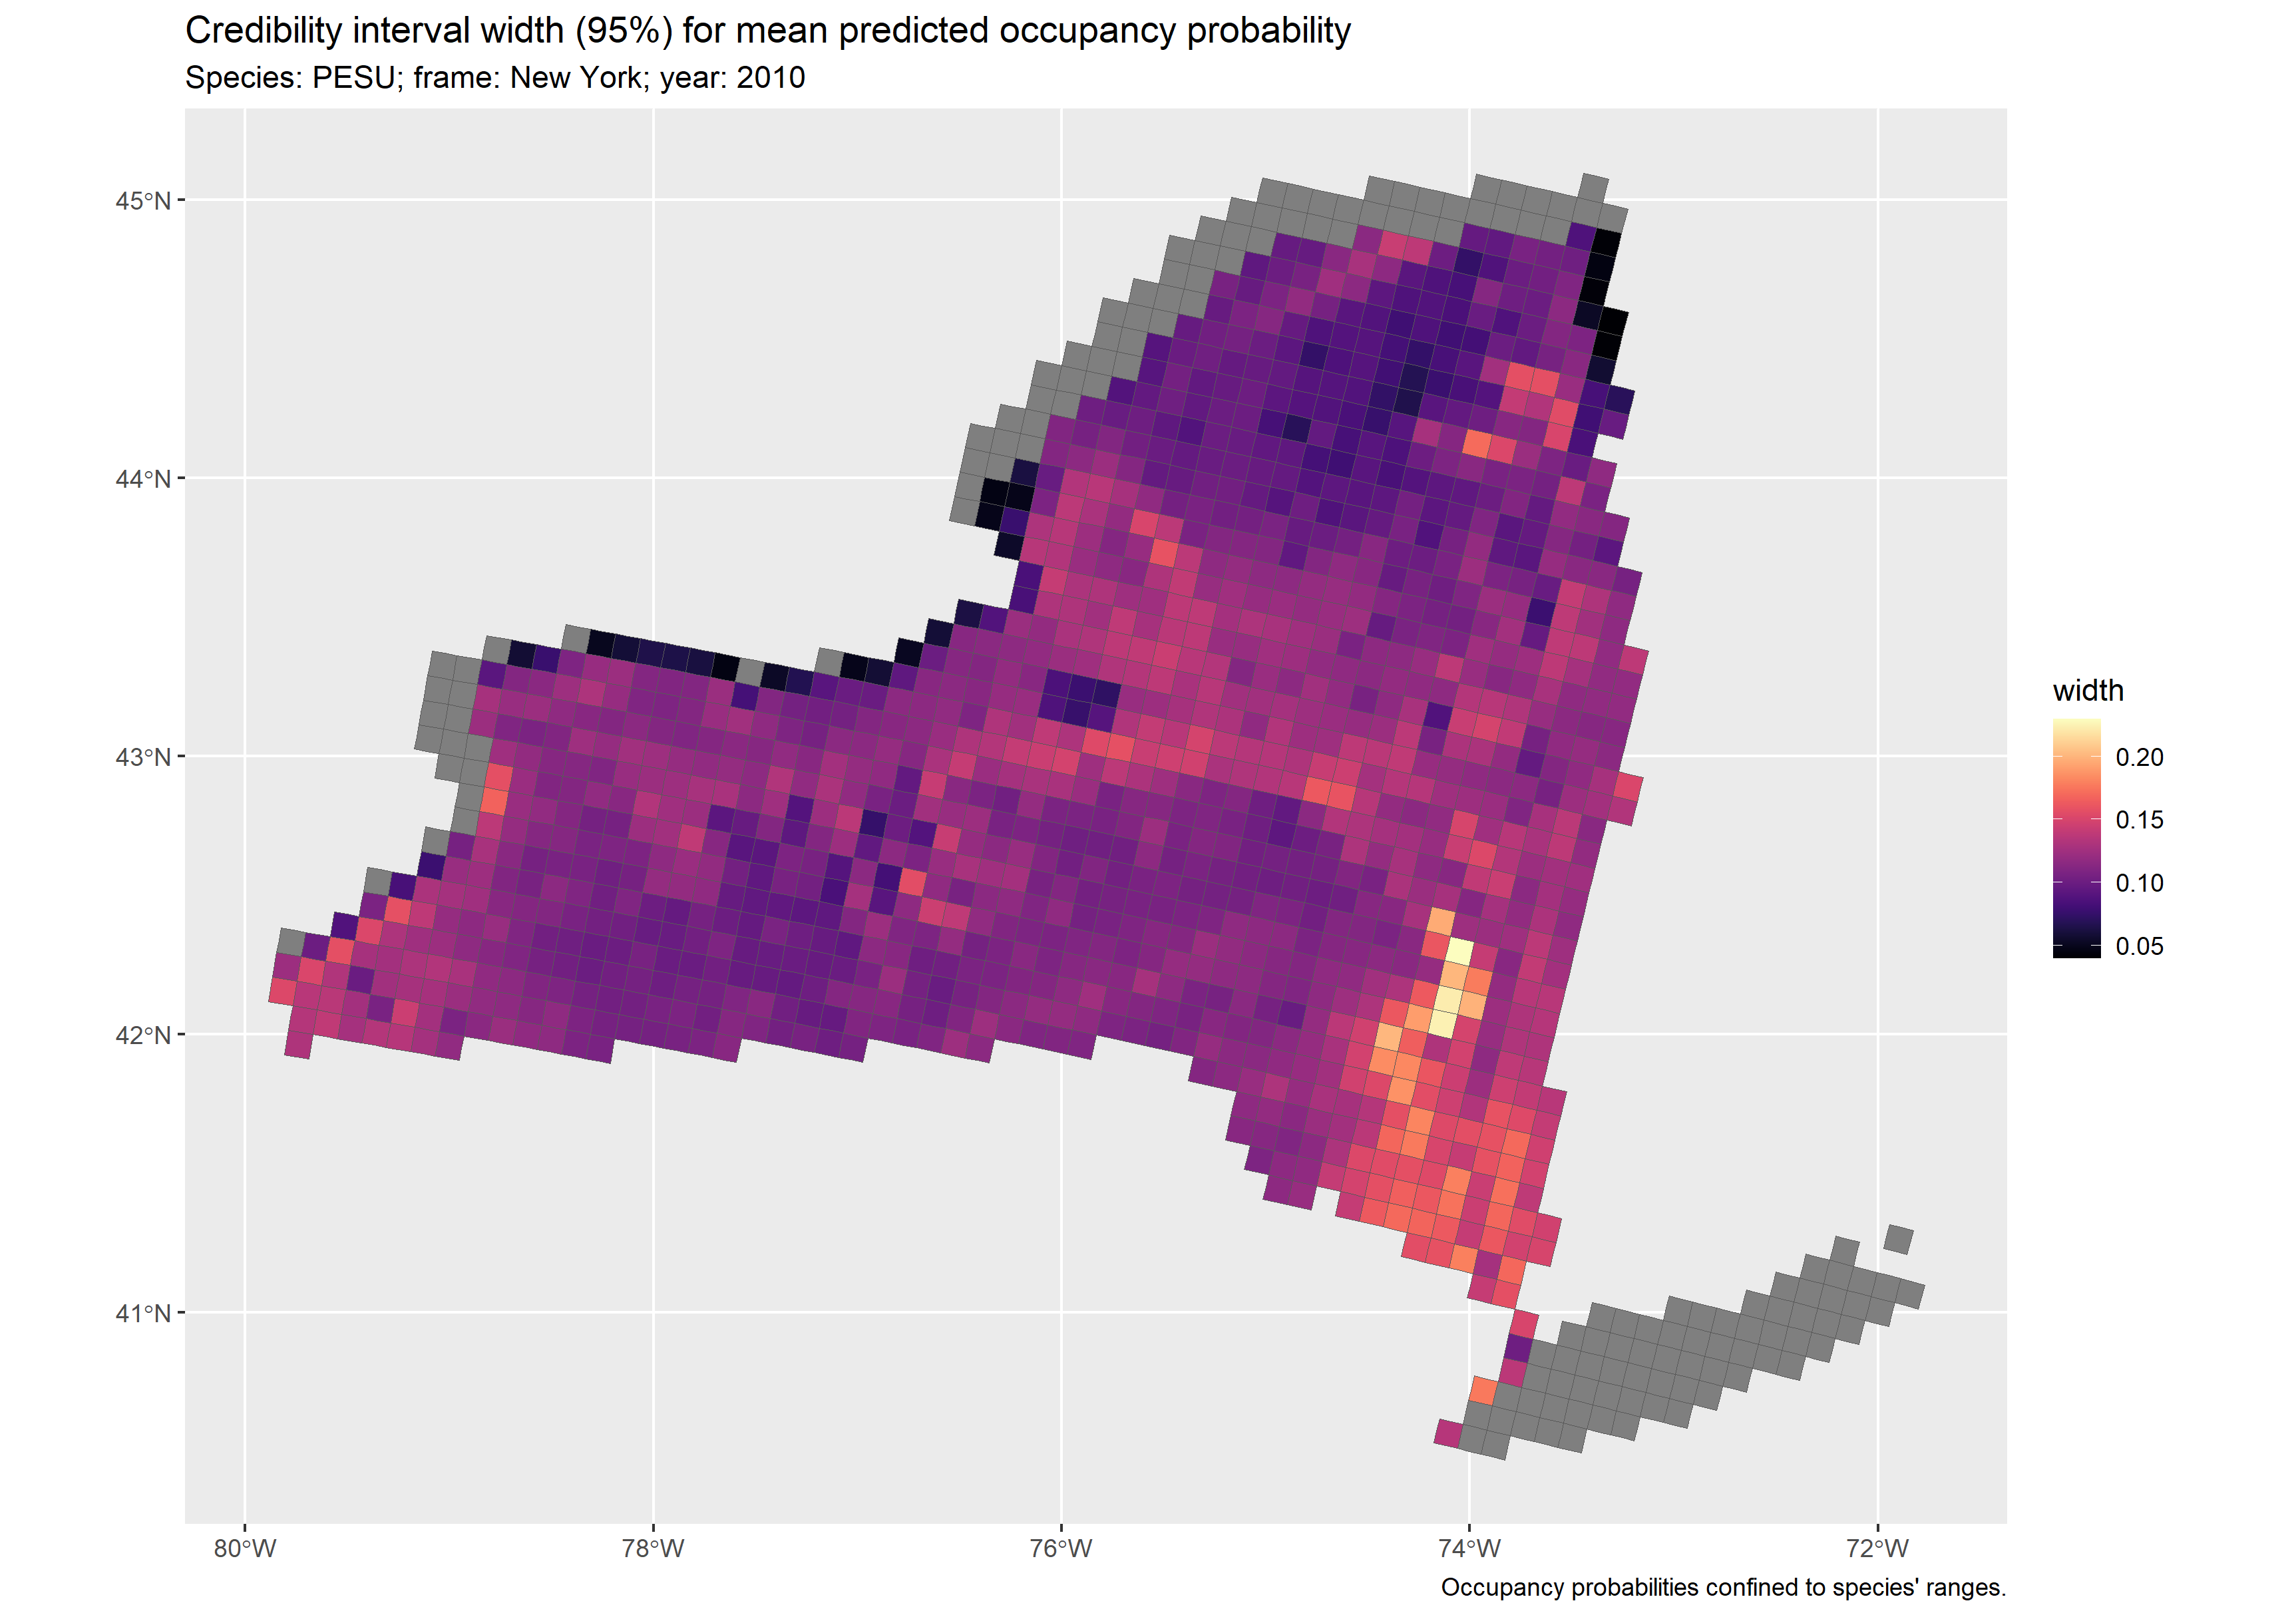 Credibility interval width (95%) for mean predicted occupancy probability
Species: PESU; frame: New York; year: 2010
45°N
44°N
43°N
42°N
41°N
80°W
78°W
76°W
74°W
72°W
width
0.20
0.15
0.10
0.05
Occupancy probabilities confined to species' ranges.